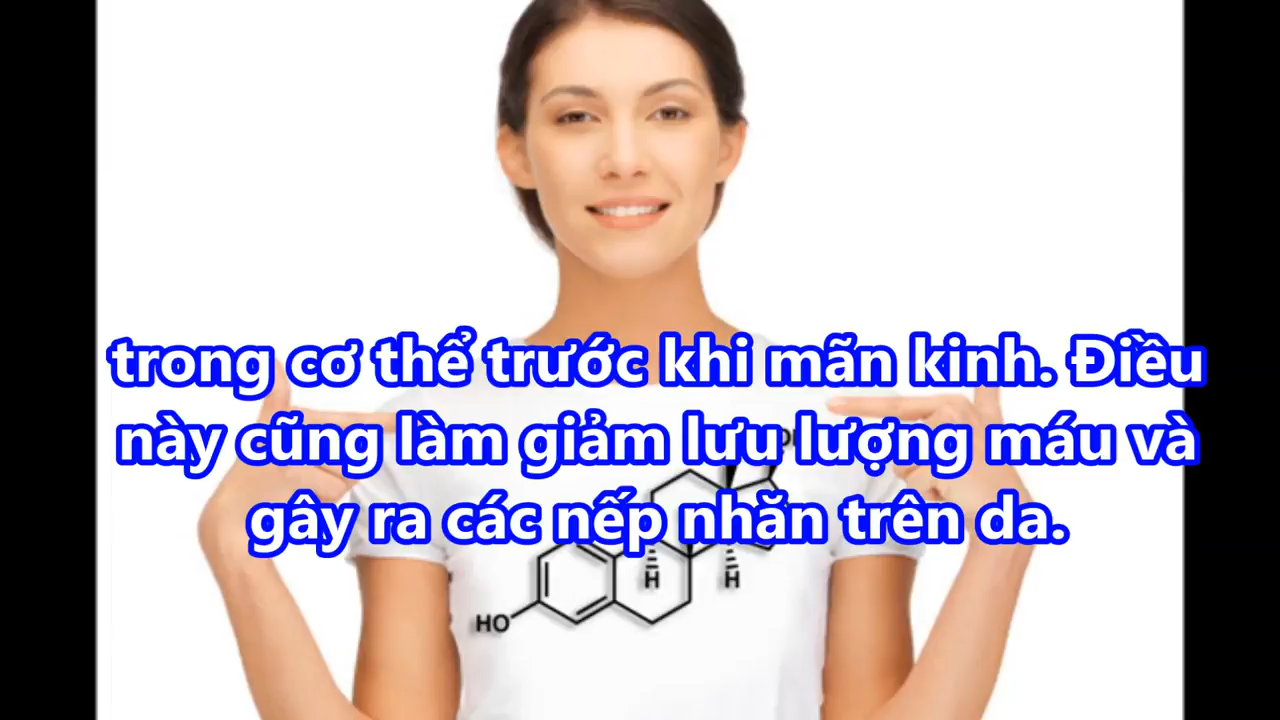 trong cơ thể trước khi mãn kinh. Điều
này cũng làm giảm lưu lượng máu và
gây ra các nếp nhăn trên da.
H
H
HO